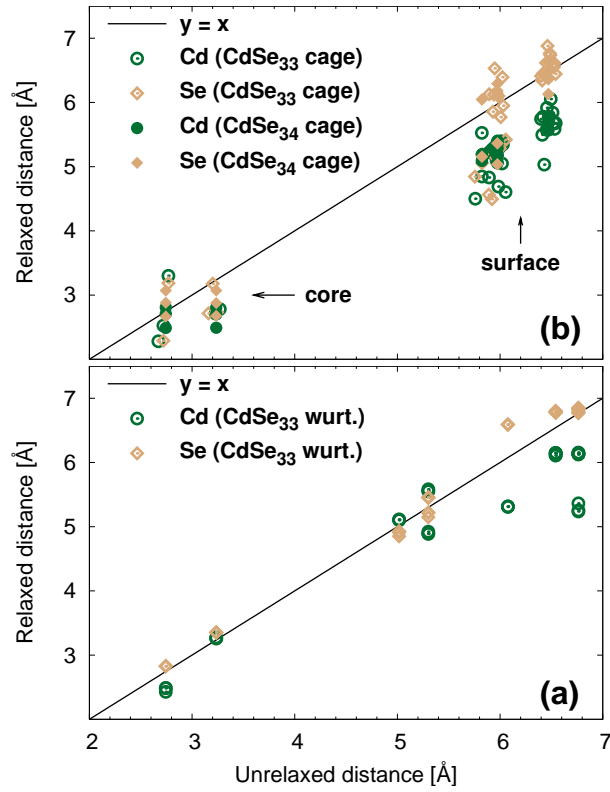 y = x
Cd (CdSe33 cage)
Se (CdSe33 cage)
Cd (CdSe34 cage)
Se (CdSe34 cage)
7
6
5
4
3
Relaxed distance [Å]
core
surface
(b)
y = x
Cd (CdSe33 wurt.)
Se (CdSe33 wurt.)
7
6
5
4
3
Relaxed distance [Å]
(a)
2 3 4 5 6 7
Unrelaxed distance [Å]